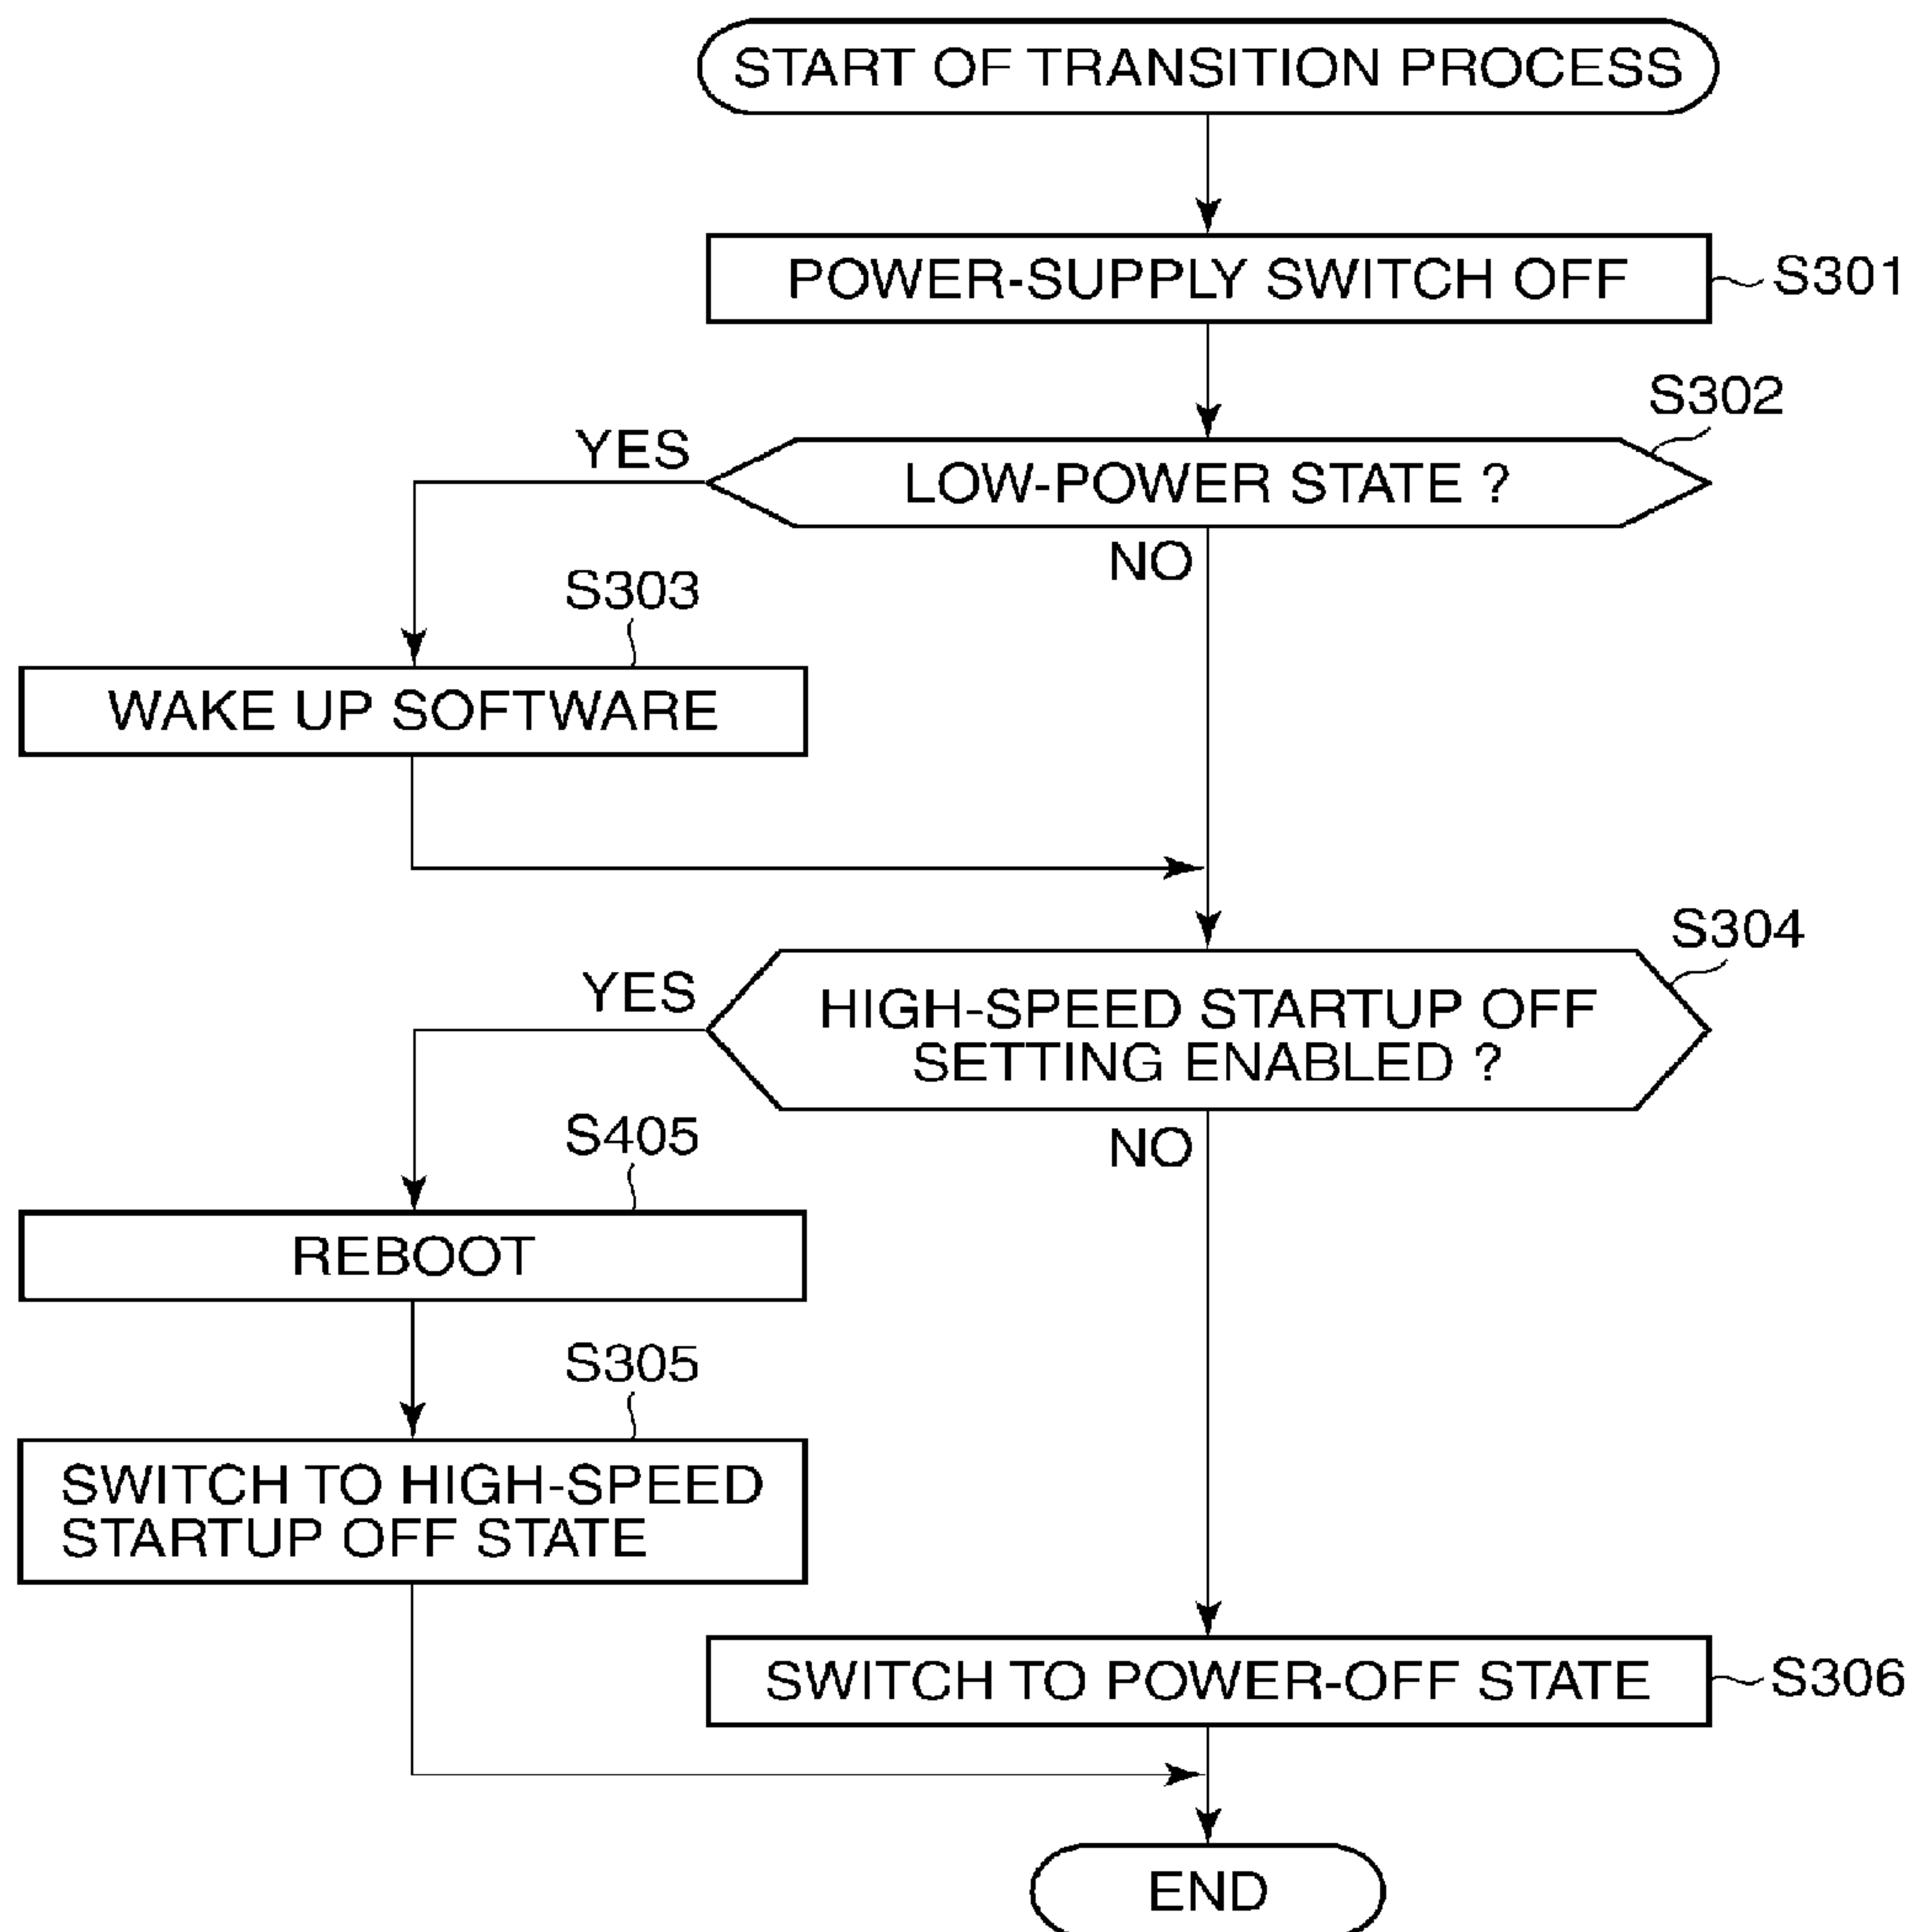 START OF TRANSITION PROCESS
POWER-SUPPLY SWITCH OFF
S301
S302
LOW-POWER STATE ?
YES
NO
S303
WAKE UP SOFTWARE
S304
HIGH-SPEED STARTUP OFF
SETTING ENABLED ?
YES
NO
S405
REBOOT
S305
SWITCH TO HIGH-SPEED
STARTUP OFF STATE
SWITCH TO POWER-OFF STATE
S306
END